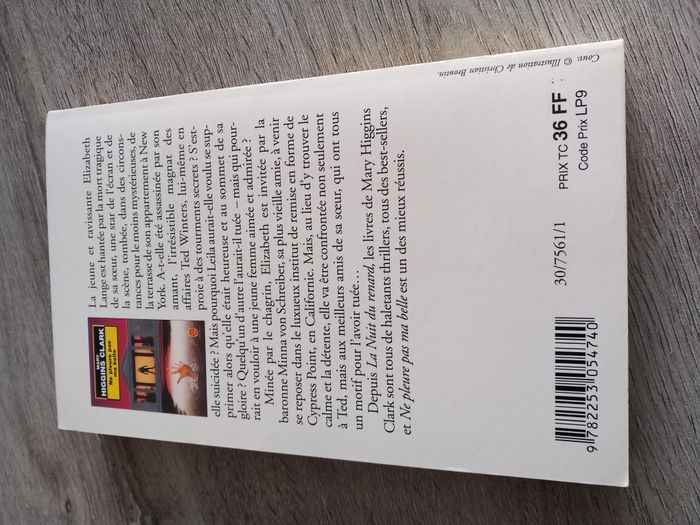 MARY
HIGGINS CLARK
Ne pleure pas
ma belle
La jeune et ravissante Elizabeth
Lange est hantée par la mort tragique
de sa sœur, une star de l'écran et de
la scène, tombée, dans des circons-
tances pour le moins mystérieuses, de
la terrasse de son appartement à New
York. A-t-elle été assassinée par son
amant, l'irrésistible magnat des
affaires Ted Winters, lui-même en
proie à des tourments secrets ? S'est-
elle suicidée ? Mais pourquoi Leila aurait-elle voulu se sup-
primer alors qu'elle était heureuse et au sommet de sa
gloire ? Quelqu'un d'autre l'aurait-il tuée – mais qui pour-
rait en vouloir à une jeune femme aimée et admirée ?
Minée par le chagrin, Elizabeth est invitée par la
baronne Minna von Schreiber, sa plus vieille amie, à venir
se reposer dans le luxueux institut de remise en forme de
Cypress Point, en Californie. Mais, au lieu d'y trouver le
calme et la détente, elle va être confrontée non seulement
à Ted, mais aux meilleurs amis de sa sœur, qui ont tous
un motif pour l'avoir tuée...
Depuis La Nuit du renard, les livres de Mary Higgins
Clark sont tous de haletants thrillers, tous des best-sellers,
et Ne pleure pas ma belle est un des mieux réussis.
Couv. © Illustration de Christian Broutin.
9 782253 054740
30/7561/1
PRIX TC 36 FF
Code Prix LP9